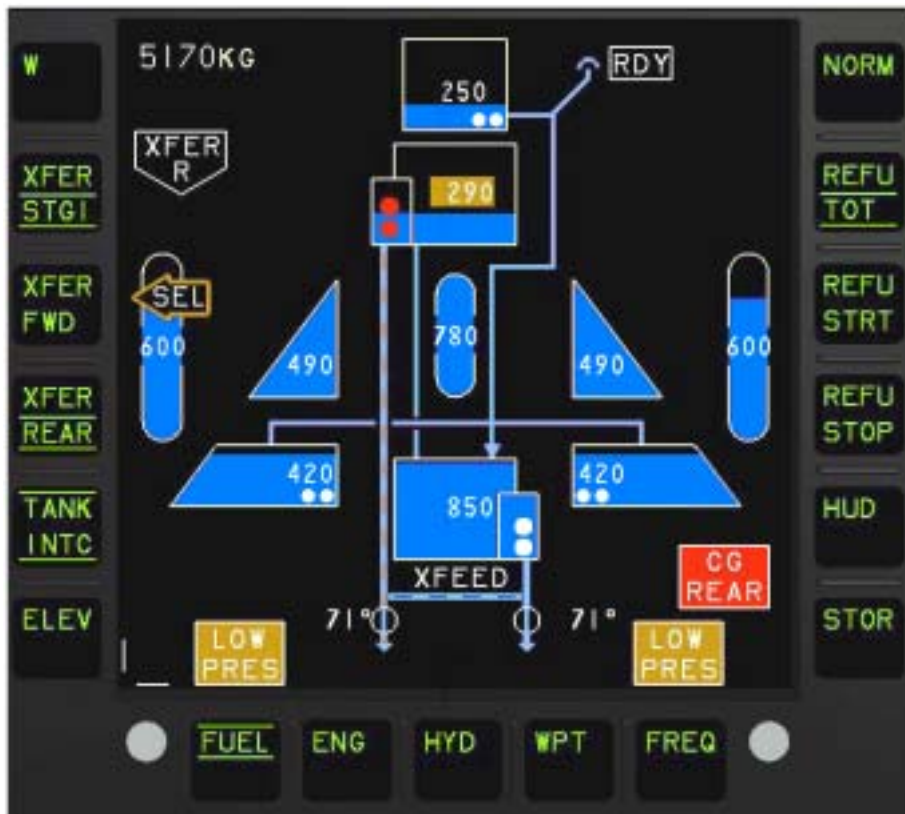 5170KG
W
NORM
250
RDY
XFER
R
XFER
STG1
290
REFU
TOT
XFER
FWD
SEL
600
490
780
490
600
REFU
STRT
XFER
REAR
420
420
REFU
STOP
TANK
INTC
850
HUD
XFEED
CG
REAR
ELEV
71°
71°
STOR
LOW
PRES
LOW
PRES
FUEL
ENG
HYD
WPT
FREQ